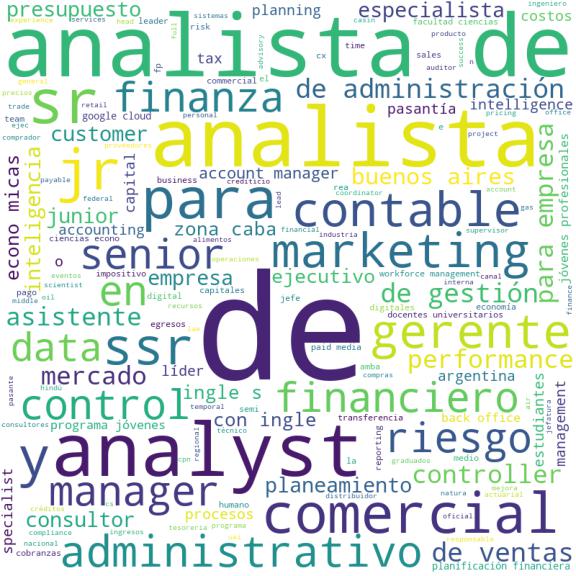 presupuesto
services
head
leader
planning
especialista
sistemas
ingeniero
experience
full
risk
casin
facultad ciencias
costos
analista de
fp
tax
advisory
el
cx
time
producto
sales
success
auditor
n
general
precios
trade
team
ejec
comprador
sr
finanza
de administración
commercial
retail
google cloud
personal
pasantía
intelligence
pricing
office
customer
analista
e
project
proveedores
econo micas
inteligencia
jr
capital
account manager
business
crediticio
lead
buenos aires
para empresa
jóvenes profesionales
payable
federal
junior
accounting
para
rea
coordinator
contable
account
gas
ciencias econo
zona caba
financial
industria
supervisor
o
senior
alimentos
marketing
pago
eventos
scientist
middle
oil
impositivo
empresa
operaciones
ejecutivo
workforce management
canal
interna
economía
finance
en
digital
capitales
recursos
de
jefe
de gestión
digitales
docentes universitarios
asistente
egresos
paid media
amba
compras
gerente
data
ssr
performance
mercado
líder
ingle s
argentina
pasante
hindú
control
temporal
semi
financiero
estudiantes
jefatura
air
management
consultores
programa jóvenes
con ingle
transferencia
back office
y
analyst
cpn
regional
técnico
la
reporting
graduados
riesgo
medio
controller
specialist
manager
planeamiento
distribuidor
natura
mejora
actuarial
créditos
consultor
procesos
humano
comercial
oficial
compliance
ingresos
tesorería
programa
nacional
cobranzas
administrativo
de ventas
responsable
planificación financiera